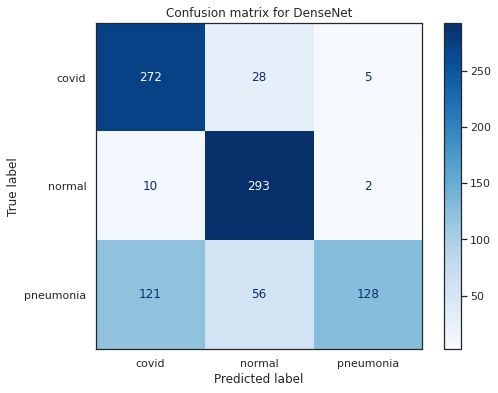 Confusion matrix for DenseNet
True label
covid
272
28
5
normal
10
293
2
pneumonia
121
56
128
covid
normal
pneumonia
Predicted label
250
200
150
100
50